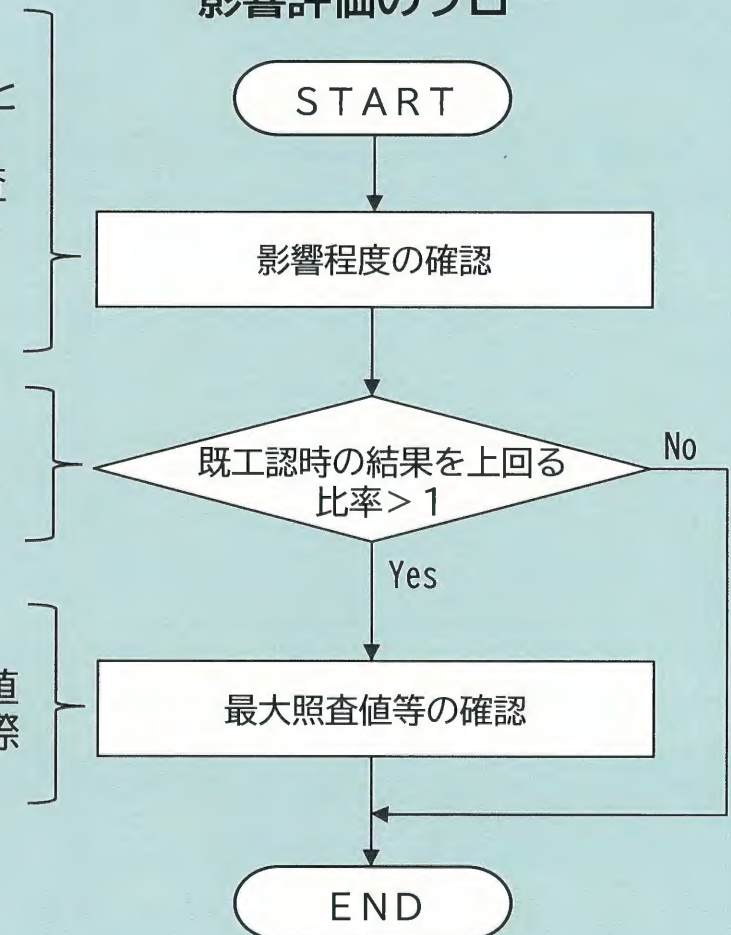 影響評価のフロ
START
影響程度の確認
既工認時の結果を上回る
比率>1
No
Yes
最大照査値等の確認
値
際
END